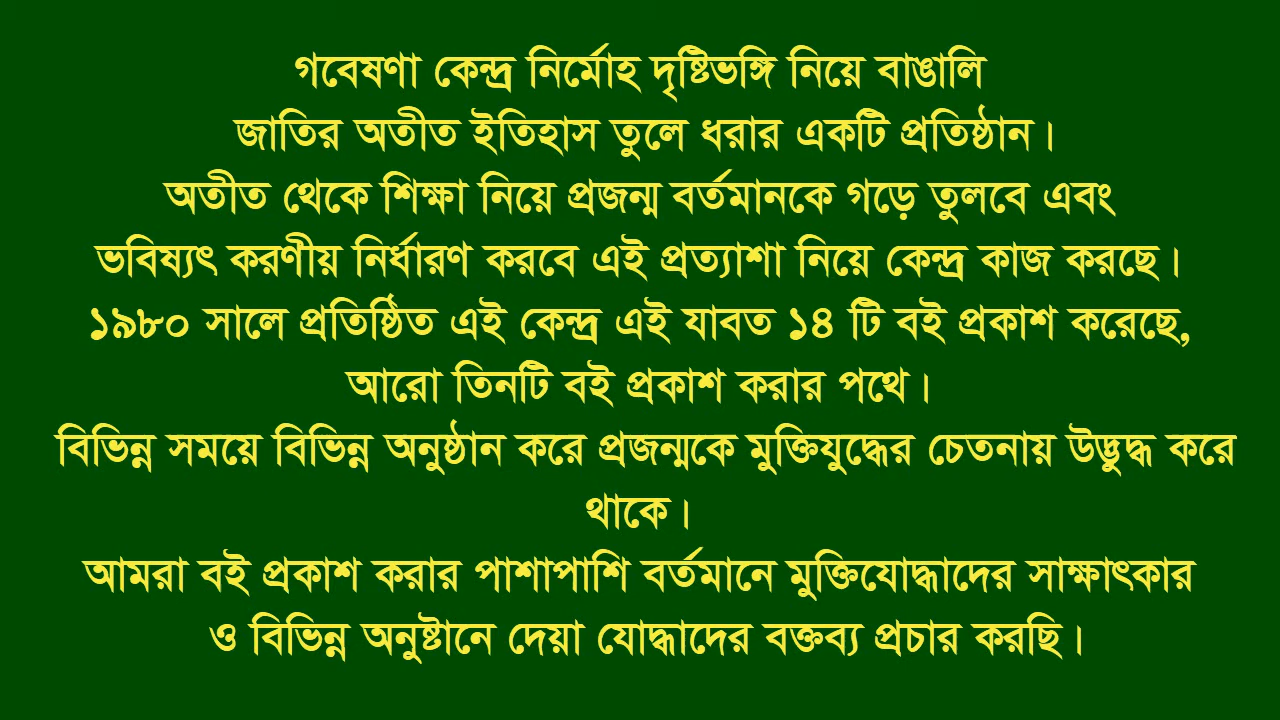 গবেষণা কেন্দ্র নির্মোহ দৃষ্টিভঙ্গি নিয়ে বাঙালি
জাতির অতীত ইতিহাস তুলে ধরার একটি প্রতিষ্ঠান।
অতীত থেকে শিক্ষা নিয়ে প্রজন্ম বর্তমানকে গড়ে তুলবে এবং
ভবিষ্যৎ করণীয় নির্ধারণ করবে এই প্রত্যাশা নিয়ে কেন্দ্র কাজ করছে।
১৯৮০ সালে প্রতিষ্ঠিত এই কেন্দ্র এই যাবত ১৪ টি বই প্রকাশ করেছে,
আরো তিনটি বই প্রকাশ করার পথে।
বিভিন্ন সময়ে বিভিন্ন অনুষ্ঠান করে প্রজন্মকে মুক্তিযুদ্ধের চেতনায় উদ্ভুদ্ধ করে
থাকে।
আমরা বই প্রকাশ করার পাশাপাশি বর্তমানে মুক্তিযোদ্ধাদের সাক্ষাৎকার
ও বিভিন্ন অনুষ্টানে দেয়া যোদ্ধাদের বক্তব্য প্রচার করছি।